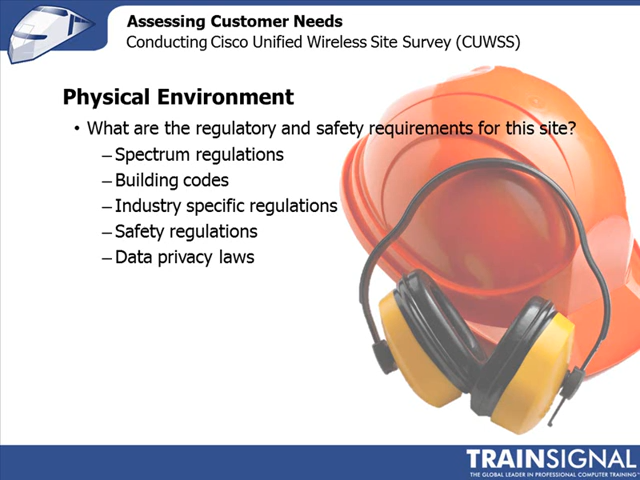 Assessing Customer Needs
Conducting Cisco Unified Wireless Site Survey (CUWSS)
Physical Environment
• What are the regulatory and safety requirements for this site?
– Spectrum regulations
– Building codes
– Industry specific regulations
– Safety regulations
– Data privacy laws
TRAINSIGNAL
THE GLOBAL LEADER IN PROFESSIONAL COMPUTER TRAINING